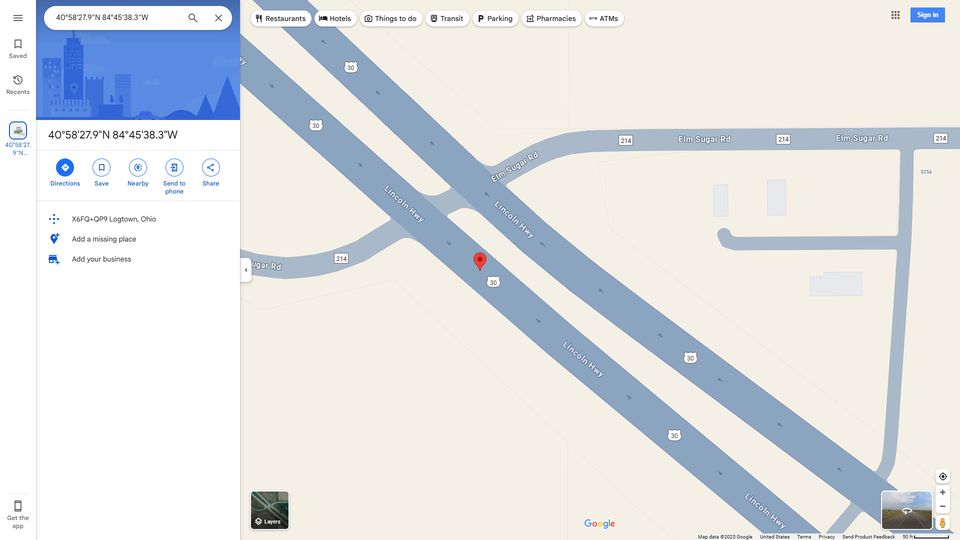 40°58'27.9"N 84°45'38.3"W
Restaurants
Hotels
Things to do
Transit
Parking
Pharmacies
ATMs
Sign in
Saved
Recents
40°58'27.
9"N...
40°58'27.9"N 84°45'38.3"W
Directions
Save
Nearby
Send to
phone
Share
X6FQ+QP9 Logtown, Ohio
Add a missing place
Add your business
Get the
app
30
30
214
Elm Sugar Rd
214
Elm Sugar Rd
214
Elm Sugar Rd
3354
Lincoln Hwy
Lincoln Hwy
214
Sugar Rd
30
Lincoln Hwy
30
30
Lincoln Hwy
Layers
Google
Map data ©2025 Google
United States
Terms
Privacy
Send Product Feedback
50 ft